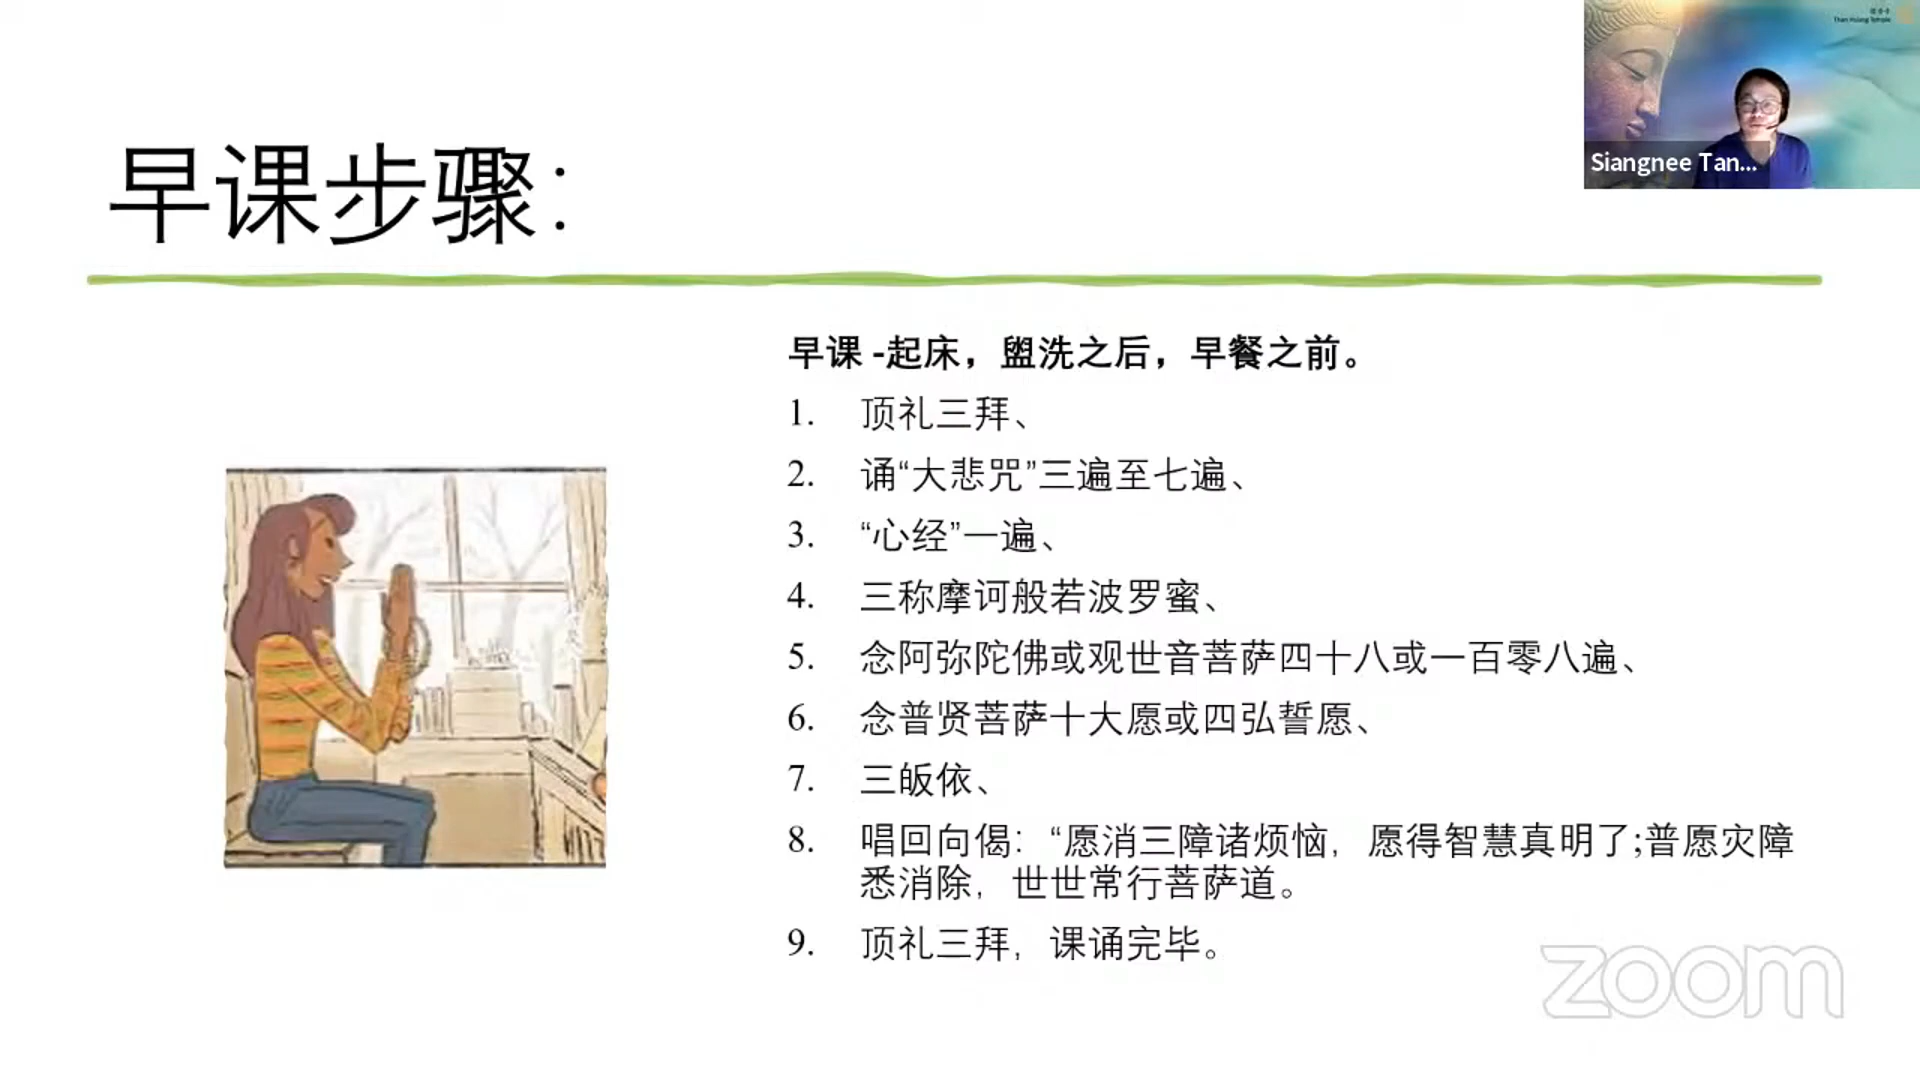 Than Hsiang Temple
Siangnee Tan...
早课步骤：
早课 -起床，盥洗之后，早餐之前。
1. 顶礼三拜、
2. 诵“大悲咒”三遍至七遍、
3. “心经”一遍、
4. 三称摩诃般若波罗蜜、
5. 念阿弥陀佛或观世音菩萨四十八或一百零八遍、
6. 念普贤菩萨十大愿或四弘誓愿、
7. 三皈依、
8. 唱回向偈：“愿消三障诸烦恼，愿得智慧真明了;普愿灾障
悉消除，世世常行菩萨道。
9. 顶礼三拜，课诵完毕。
zoom